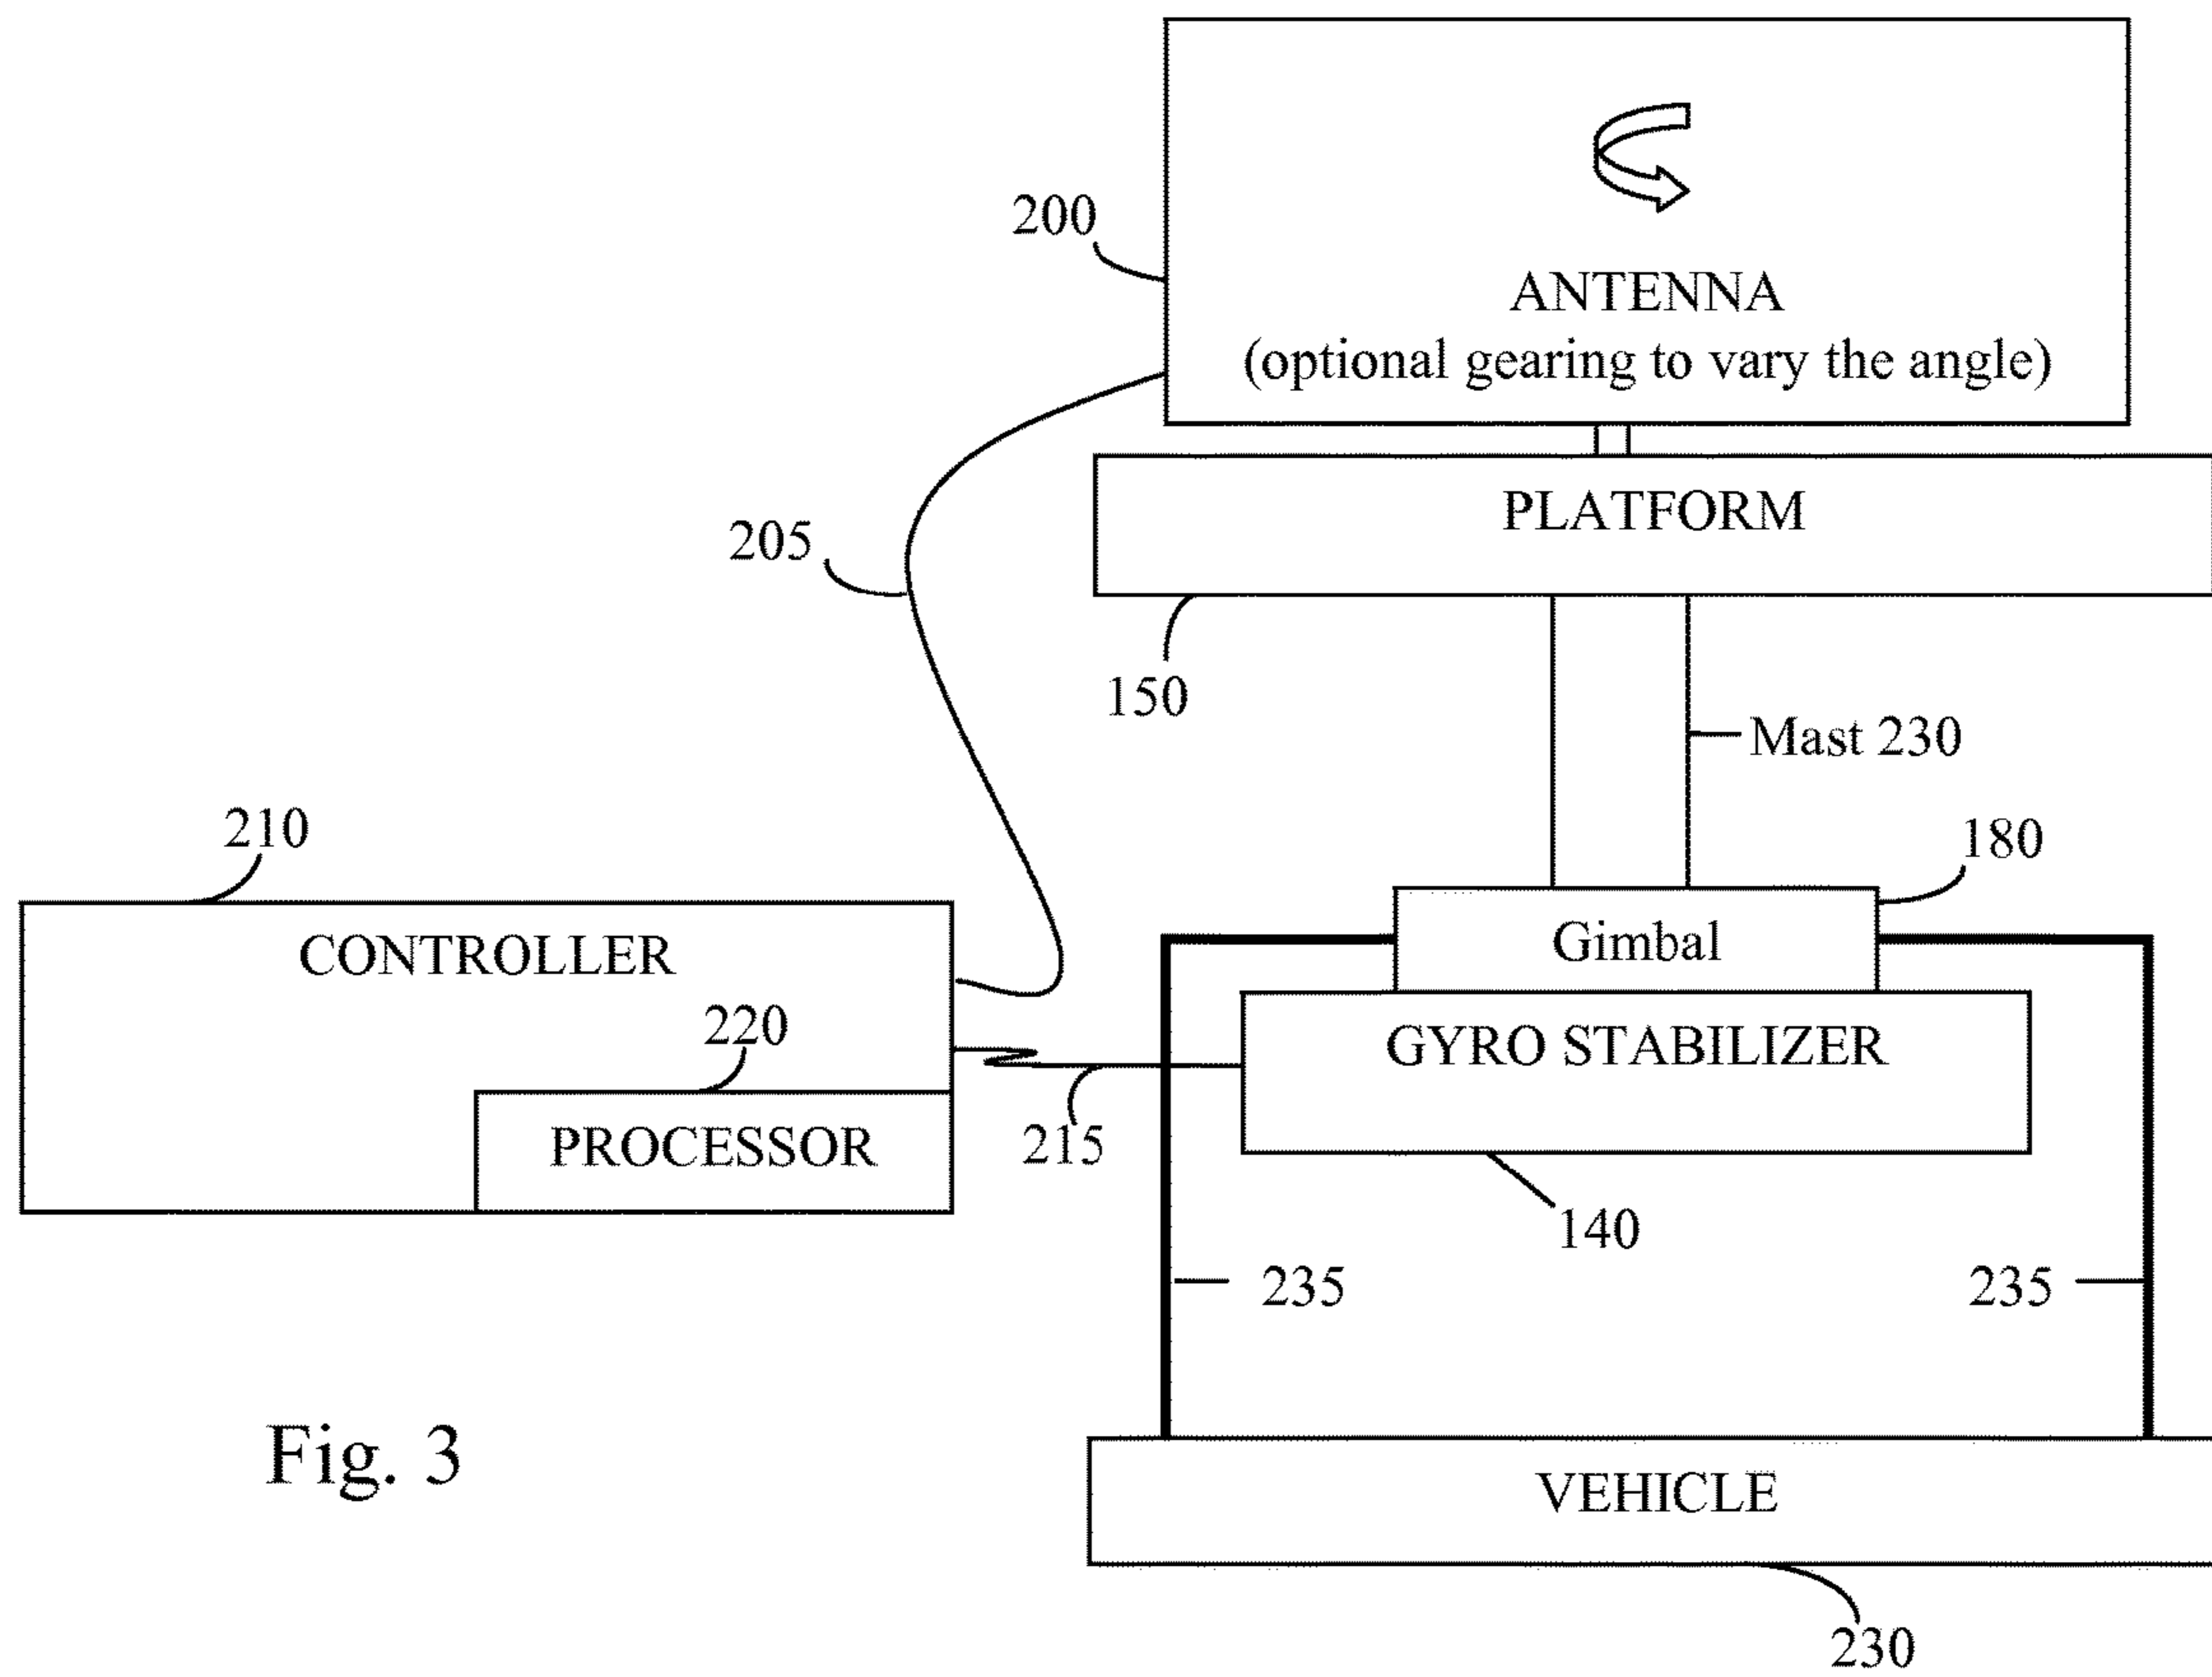 200
ANTENNA
(optional gearing to vary the angle)
PLATFORM
205
150
Mast 230
210
180
CONTROLLER
Gimbal
220
GYRO STABILIZER
PROCESSOR
215
140
235
235
Fig. 3
VEHICLE
230